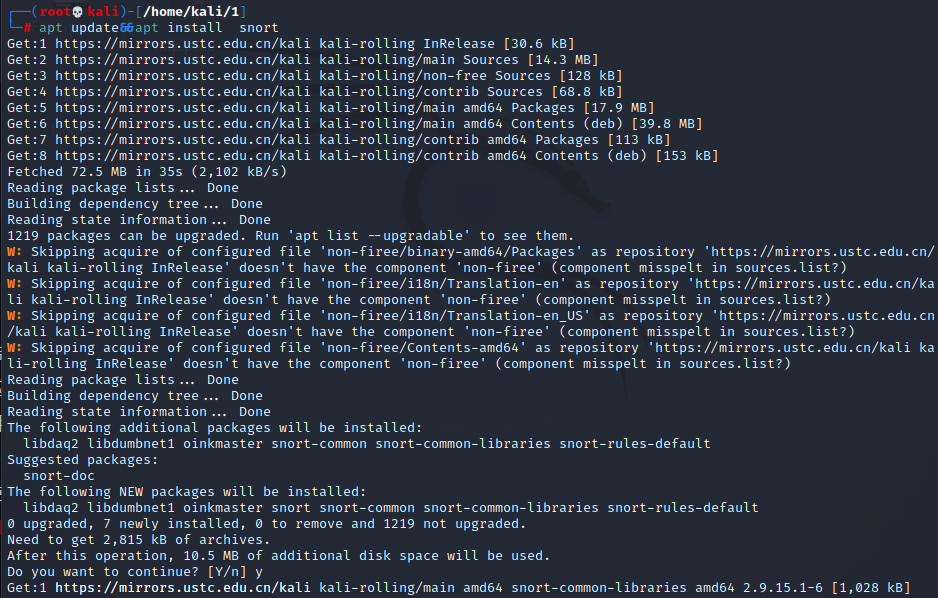 ┌──(root💀kali)-[/home/kali/1]
└─# apt update&&apt install  snort
Get:1 https://mirrors.ustc.edu.cn/kali kali-rolling InRelease [30.6 kB]
Get:2 https://mirrors.ustc.edu.cn/kali kali-rolling/main Sources [14.3 MB]
Get:3 https://mirrors.ustc.edu.cn/kali kali-rolling/non-free Sources [128 kB]
Get:4 https://mirrors.ustc.edu.cn/kali kali-rolling/contrib Sources [68.8 kB]
Get:5 https://mirrors.ustc.edu.cn/kali kali-rolling/main amd64 Packages [17.9 MB]
Get:6 https://mirrors.ustc.edu.cn/kali kali-rolling/main amd64 Contents (deb) [39.8 MB]
Get:7 https://mirrors.ustc.edu.cn/kali kali-rolling/contrib amd64 Packages [113 kB]
Get:8 https://mirrors.ustc.edu.cn/kali kali-rolling/contrib amd64 Contents (deb) [153 kB]
Fetched 72.5 MB in 35s (2,102 kB/s)
Reading package lists... Done
Building dependency tree... Done
Reading state information... Done
1219 packages can be upgraded. Run 'apt list --upgradable' to see them.
W: Skipping acquire of configured file 'non-firee/binary-amd64/Packages' as repository 'https://mirrors.ustc.edu.cn/
kali kali-rolling InRelease' doesn't have the component 'non-firee' (component misspelt in sources.list?)
W: Skipping acquire of configured file 'non-firee/i18n/Translation-en' as repository 'https://mirrors.ustc.edu.cn/ka
li kali-rolling InRelease' doesn't have the component 'non-firee' (component misspelt in sources.list?)
W: Skipping acquire of configured file 'non-firee/i18n/Translation-en_US' as repository 'https://mirrors.ustc.edu.cn
/kali kali-rolling InRelease' doesn't have the component 'non-firee' (component misspelt in sources.list?)
W: Skipping acquire of configured file 'non-firee/Contents-amd64' as repository 'https://mirrors.ustc.edu.cn/kali ka
li-rolling InRelease' doesn't have the component 'non-firee' (component misspelt in sources.list?)
Reading package lists... Done
Building dependency tree... Done
Reading state information... Done
The following additional packages will be installed:
  libdaq2 libdumbnet1 oinkmaster snort-common snort-common-libraries snort-rules-default
Suggested packages:
  snort-doc
The following NEW packages will be installed:
  libdaq2 libdumbnet1 oinkmaster snort snort-common snort-common-libraries snort-rules-default
0 upgraded, 7 newly installed, 0 to remove and 1219 not upgraded.
Need to get 2,815 kB of archives.
After this operation, 10.5 MB of additional disk space will be used.
Do you want to continue? [Y/n] y
Get:1 https://mirrors.ustc.edu.cn/kali kali-rolling/main amd64 snort-common-libraries amd64 2.9.15.1-6 [1,028 kB]